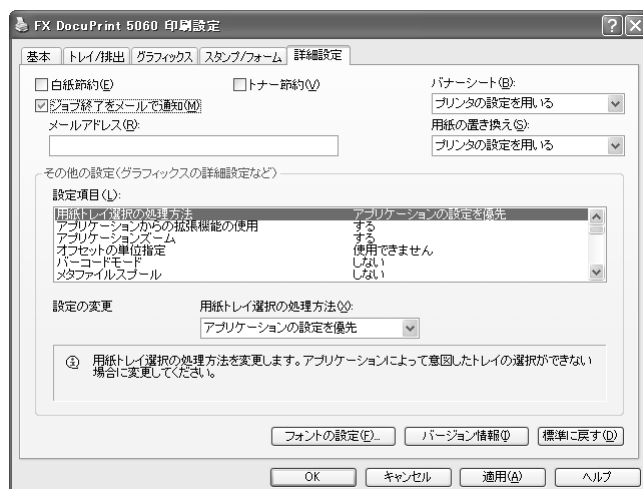 FX DocuPrint 5060 印刷設定
基本 トレイ/排出 グラフィックス スタンプ/フォーム 詳細設定
白紙節約(E) トナー節約(V) バナーシート(B):
ジョブ終了をメールで通知(M) プリンタの設定を用いる
メールアドレス(R): 用紙の置き換え(S):
プリンタの設定を用いる
その他の設定(グラフィックスの詳細設定など)
設定項目(L):
用紙トレイ選択の処理方法 アプリケーションの設定を優先
アプリケーションからの拡張機能の使用 する
アプリケーションズーム する
オフセットの単位指定 使用できません
バーコードモード しない
メタファイルスプール しない
設定の変更 用紙トレイ選択の処理方法(X):
アプリケーションの設定を優先
用紙トレイ選択の処理方法を変更します。アプリケーションによって意図したトレイの選択ができない
場合に変更してください。
フォントの設定(F)... バージョン情報(I) 標準に戻す(D)
OK キャンセル 適用(A) ヘルプ